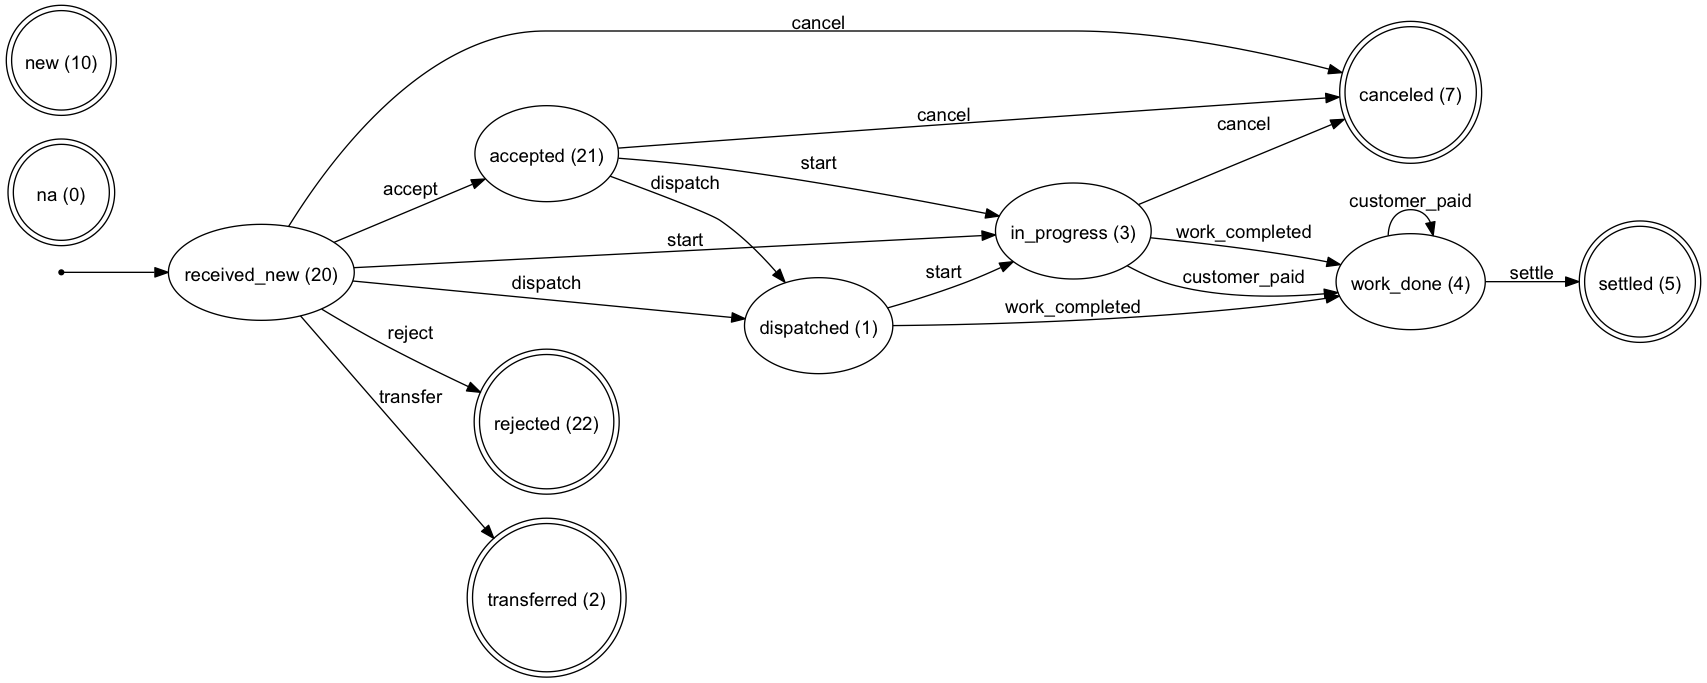 cancel
new (10)
canceled (7)
cancel
cancel
accepted (21)
start
dispatch
accept
na (0)
customer_paid
in_progress (3)
work_completed
start
received_new (20)
dispatch
start
customer_paid
work_done (4)
settle
settled (5)
work_completed
dispatched (1)
reject
transfer
rejected (22)
transferred (2)